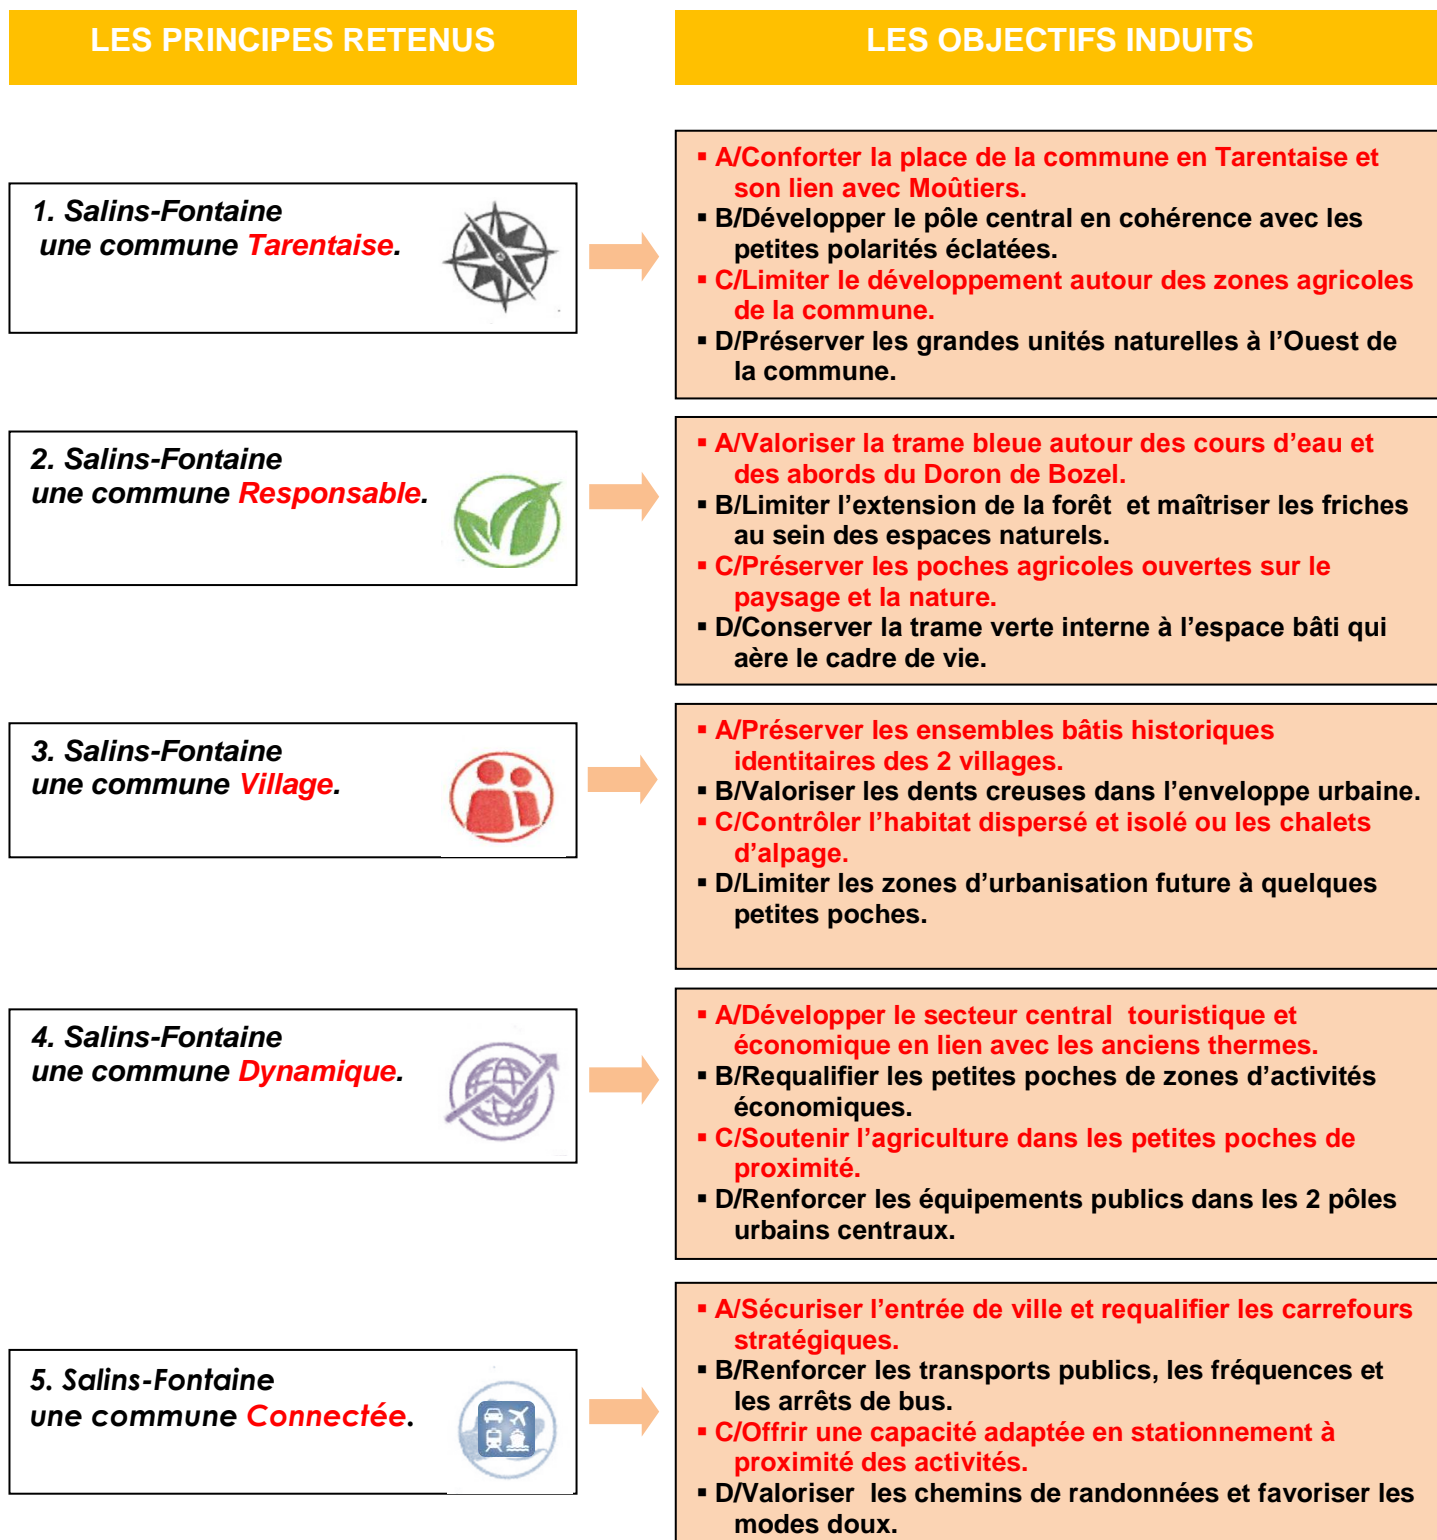 LES PRINCIPES RETENUS
LES OBJECTIFS INDUITS
1. Salins-Fontaine
une commune Tarentaise.
▪ A/Conforter la place de la commune en Tarentaise et
son lien avec Moûtiers.
▪ B/Développer le pôle central en cohérence avec les
petites polarités éclatées.
▪ C/Limiter le développement autour des zones agricoles
de la commune.
▪ D/Préserver les grandes unités naturelles à l’Ouest de
la commune.
2. Salins-Fontaine
une commune Responsable.
▪ A/Valoriser la trame bleue autour des cours d’eau et
des abords du Doron de Bozel.
▪ B/Limiter l’extension de la forêt et maîtriser les friches
au sein des espaces naturels.
▪ C/Préserver les poches agricoles ouvertes sur le
paysage et la nature.
▪ D/Conserver la trame verte interne à l’espace bâti qui
aère le cadre de vie.
3. Salins-Fontaine
une commune Village.
▪ A/Préserver les ensembles bâtis historiques
identitaires des 2 villages.
▪ B/Valoriser les dents creuses dans l’enveloppe urbaine.
▪ C/Contrôler l’habitat dispersé et isolé ou les chalets
d’alpage.
▪ D/Limiter les zones d’urbanisation future à quelques
petites poches.
4. Salins-Fontaine
une commune Dynamique.
▪ A/Développer le secteur central touristique et
économique en lien avec les anciens thermes.
▪ B/Requalifier les petites poches de zones d’activités
économiques.
▪ C/Soutenir l’agriculture dans les petites poches de
proximité.
▪ D/Renforcer les équipements publics dans les 2 pôles
urbains centraux.
5. Salins-Fontaine
une commune Connectée.
▪ A/Sécuriser l’entrée de ville et requalifier les carrefours
stratégiques.
▪ B/Renforcer les transports publics, les fréquences et
les arrêts de bus.
▪ C/Offrir une capacité adaptée en stationnement à
proximité des activités.
▪ D/Valoriser les chemins de randonnées et favoriser les
modes doux.